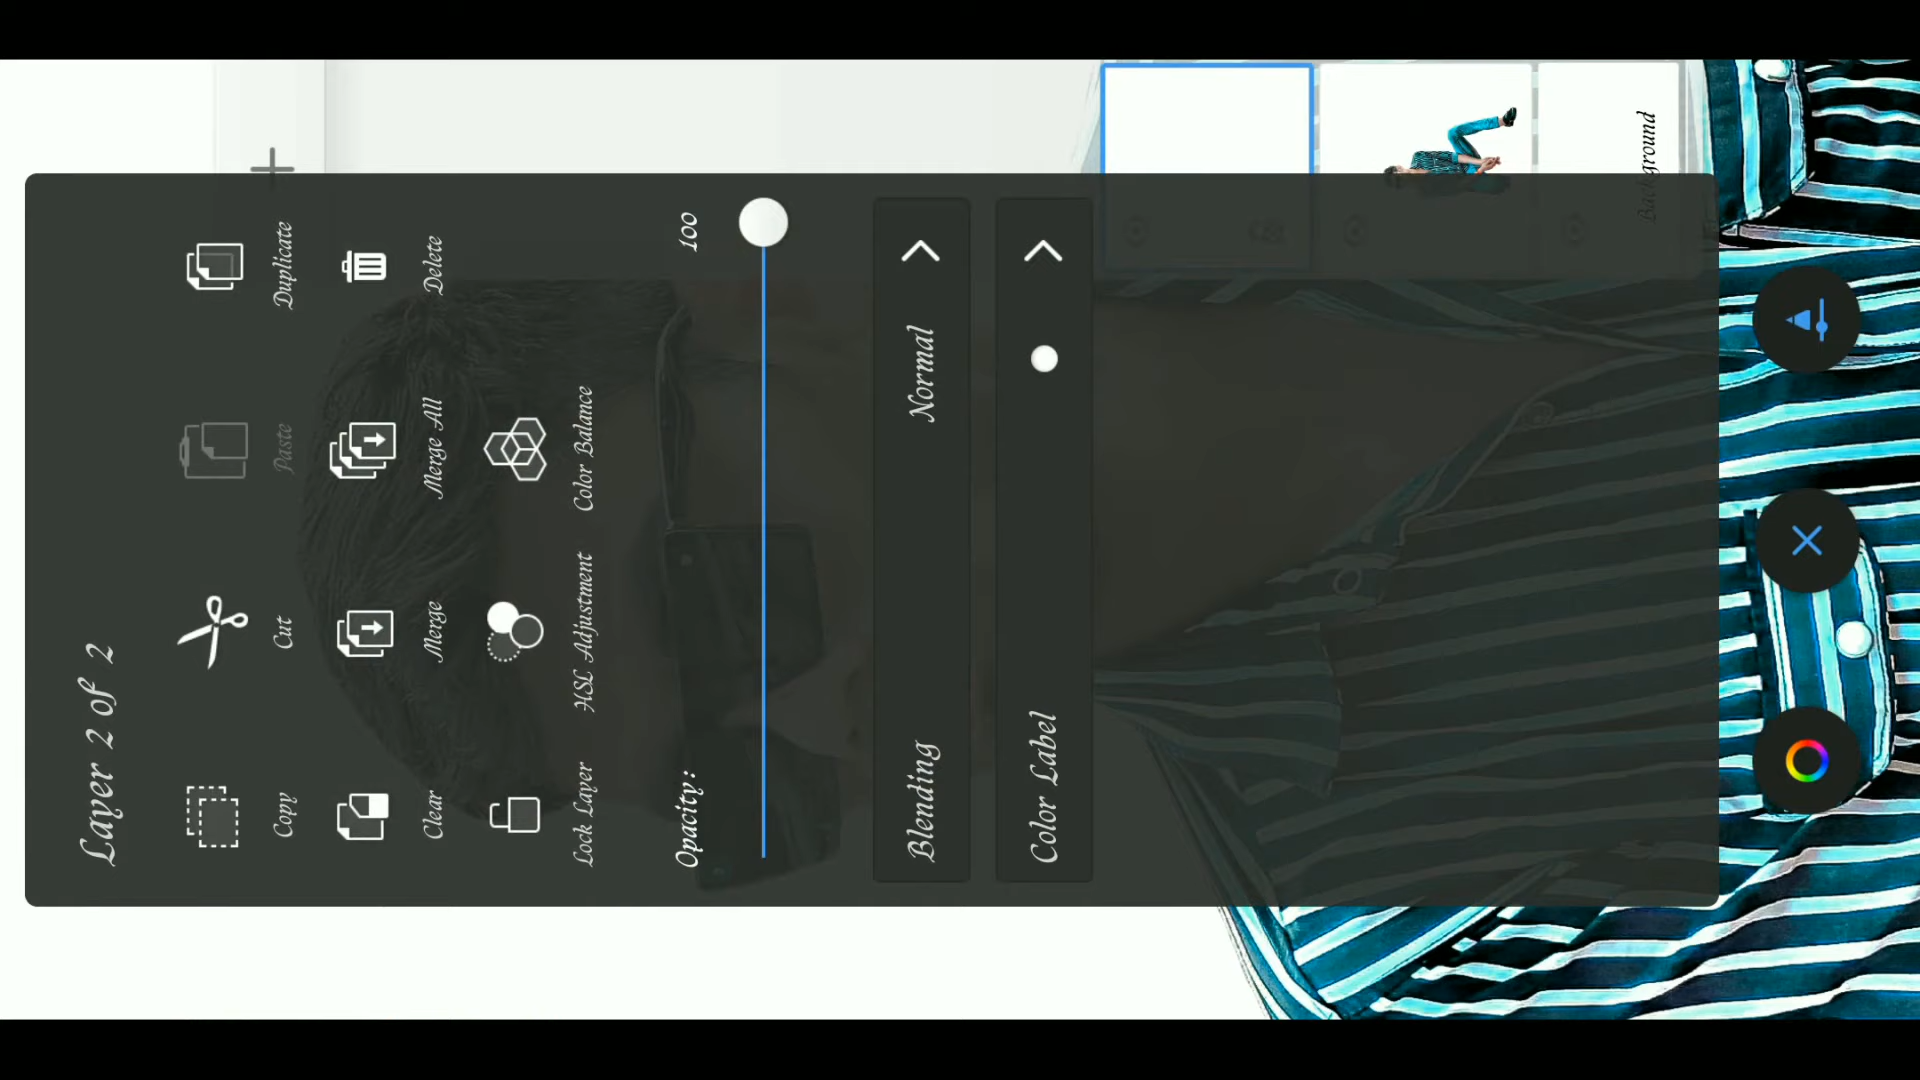 Layer 2 of 2
Copy
Cut
Paste
Duplicate
Clear
Merge
Merge All
Delete
Lock Layer
HSL Adjustment
Color Balance
Opacity:
100
Blending
Normal
Color Label
Background